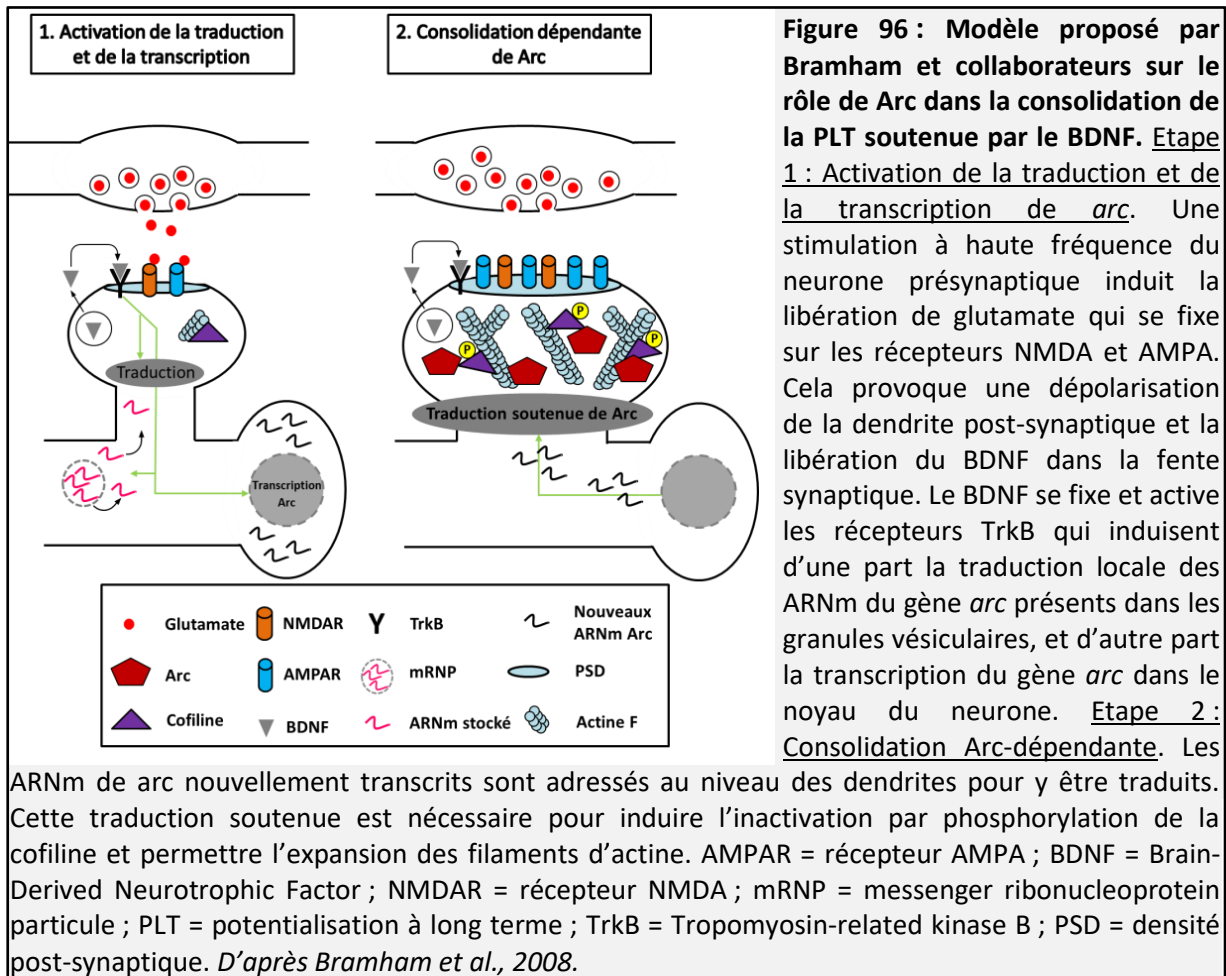 1. Activation de la traduction
et de la transcription
2. Consolidation dépendante
de Arc
Traduction
Transcription
Arc
P
P
P
Traduction soutenue de Arc
Glutamate
NMDAR
TrkB
Nouveaux
ARNm Arc
Arc
AMPAR
mRNP
PSD
Cofiline
BDNF
ARNm stocké
Actine F
Figure 96 : Modèle proposé par
Bramham et collaborateurs sur le
rôle de Arc dans la consolidation de
la PLT soutenue par le BDNF. Etape
1 : Activation de la traduction et de
la transcription de arc. Une
stimulation à haute fréquence du
neurone présynaptique induit la
libération de glutamate qui se fixe
sur les récepteurs NMDA et AMPA.
Cela provoque une dépolarisation
de la dendrite post-synaptique et la
libération du BDNF dans la fente
synaptique. Le BDNF se fixe et active
les récepteurs TrkB qui induisent
d'une part la traduction locale des
ARNm du gène arc présents dans les
granules vésiculaires, et d'autre part
la transcription du gène arc dans le
noyau du neurone. Etape 2 :
Consolidation Arc-dépendante. Les
ARNm de arc nouvellement transcrits sont adressés au niveau des dendrites pour y être traduits.
Cette traduction soutenue est nécessaire pour induire l'inactivation par phosphorylation de la
cofiline et permettre l'expansion des filaments d'actine. AMPAR = récepteur AMPA ; BDNF = Brain-
Derived Neurotrophic Factor ; NMDAR = récepteur NMDA ; mRNP = messenger ribonucleoprotein
particule ; PLT = potentialisation à long terme ; TrkB = Tropomyosin-related kinase B ; PSD = densité
post-synaptique. D'après Bramham et al., 2008.